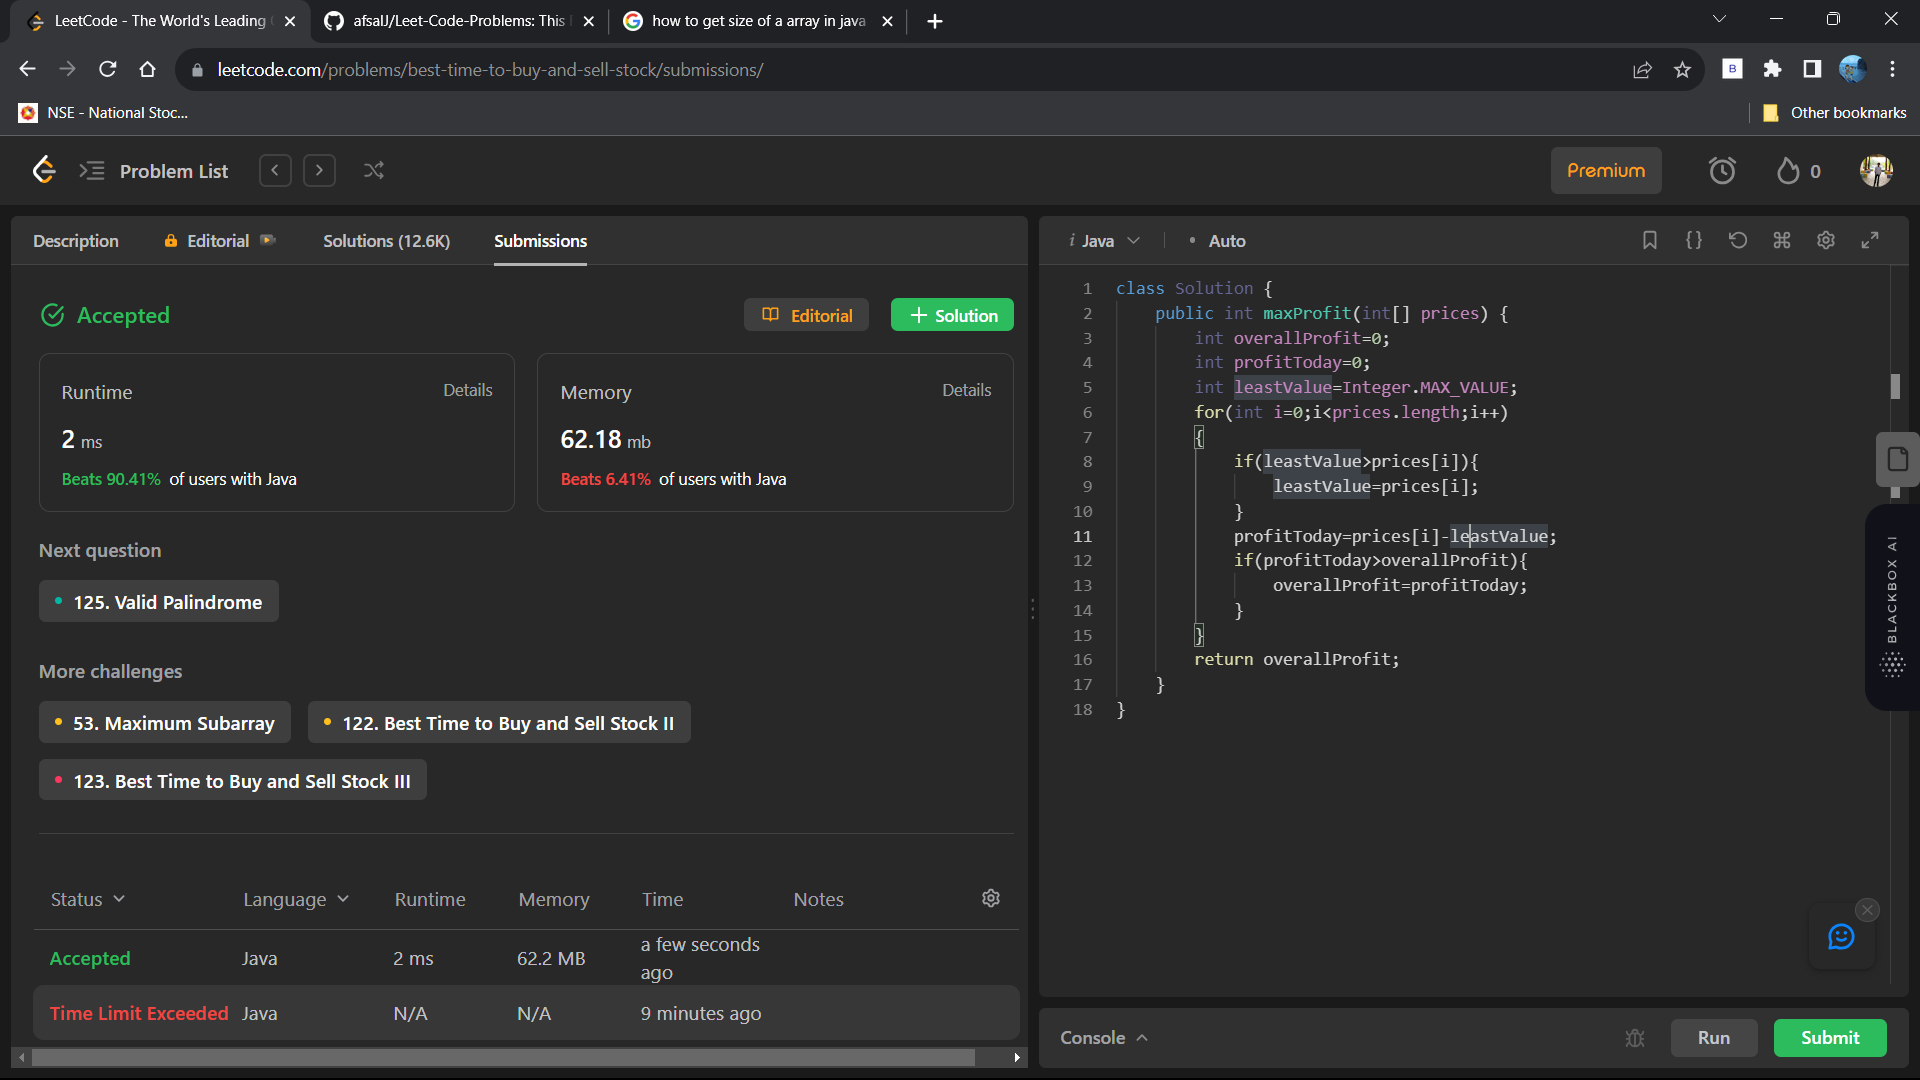 LeetCode - The World's Leading
afsalJ/Leet-Code-Problems: This
how to get size of a array in java
leetcode.com/problems/best-time-to-buy-and-sell-stock/submissions/
B
NSE - National Stoc...
Other bookmarks
Problem List
Premium
0
Description
Editorial
Solutions (12.6K)
Submissions
i Java
Auto
Accepted
Editorial
+ Solution
Runtime
Details
2 ms
Beats 90.41% of users with Java
Memory
Details
62.18 mb
Beats 6.41% of users with Java
Next question
125. Valid Palindrome
More challenges
53. Maximum Subarray
122. Best Time to Buy and Sell Stock II
123. Best Time to Buy and Sell Stock III
Status Language Runtime Memory Time Notes
Accepted Java 2 ms 62.2 MB a few seconds ago
Time Limit Exceeded Java N/A N/A 9 minutes ago
1 class Solution {
2 public int maxProfit(int[] prices) {
3 int overallProfit=0;
4 int profitToday=0;
5 int leastValue=Integer.MAX_VALUE;
6 for(int i=0;i<prices.length;i++)
7 {
8 if(leastValue>prices[i]){
9 leastValue=prices[i];
10 }
11 profitToday=prices[i]-leastValue;
12 if(profitToday>overallProfit){
13 overallProfit=profitToday;
14 }
15 }
16 return overallProfit;
17 }
18 }
BLACKBOX AI
Console
Run
Submit